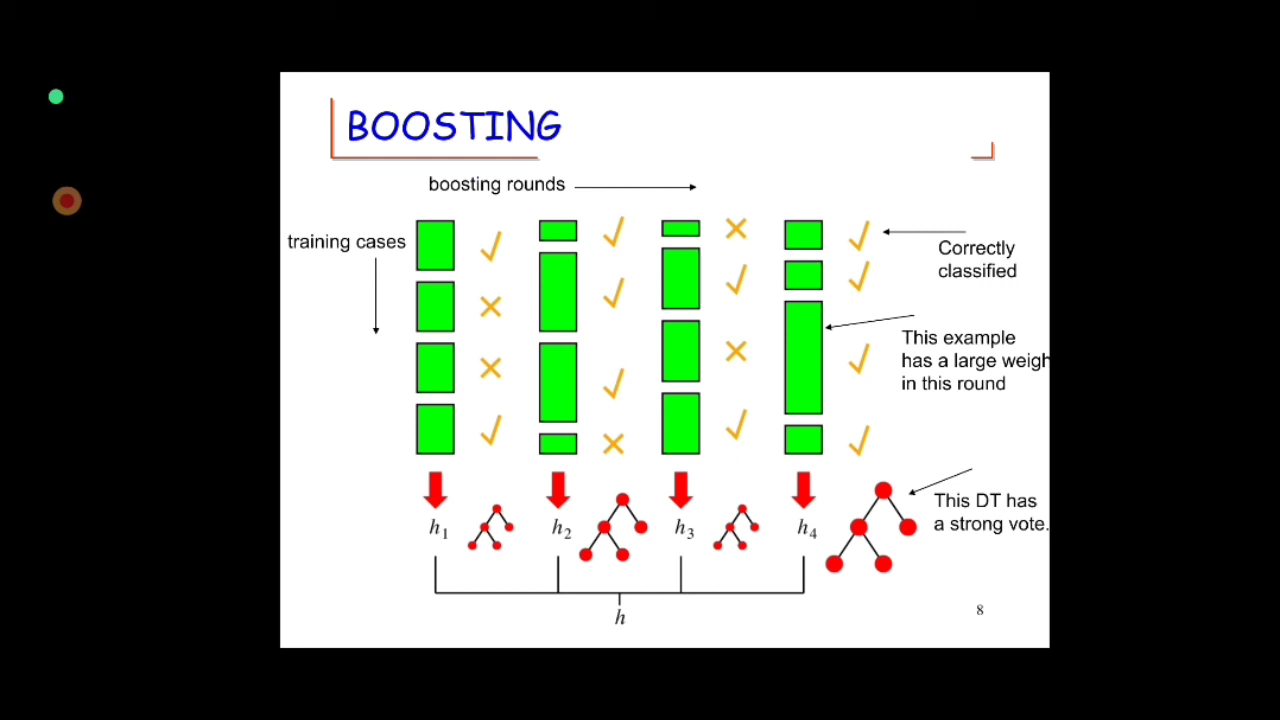 BOOSTING
boosting rounds
training cases
Correctly
classified
This example
has a large weigh
in this round
This DT has
a strong vote.
h1
h2
h3
h4
h
8